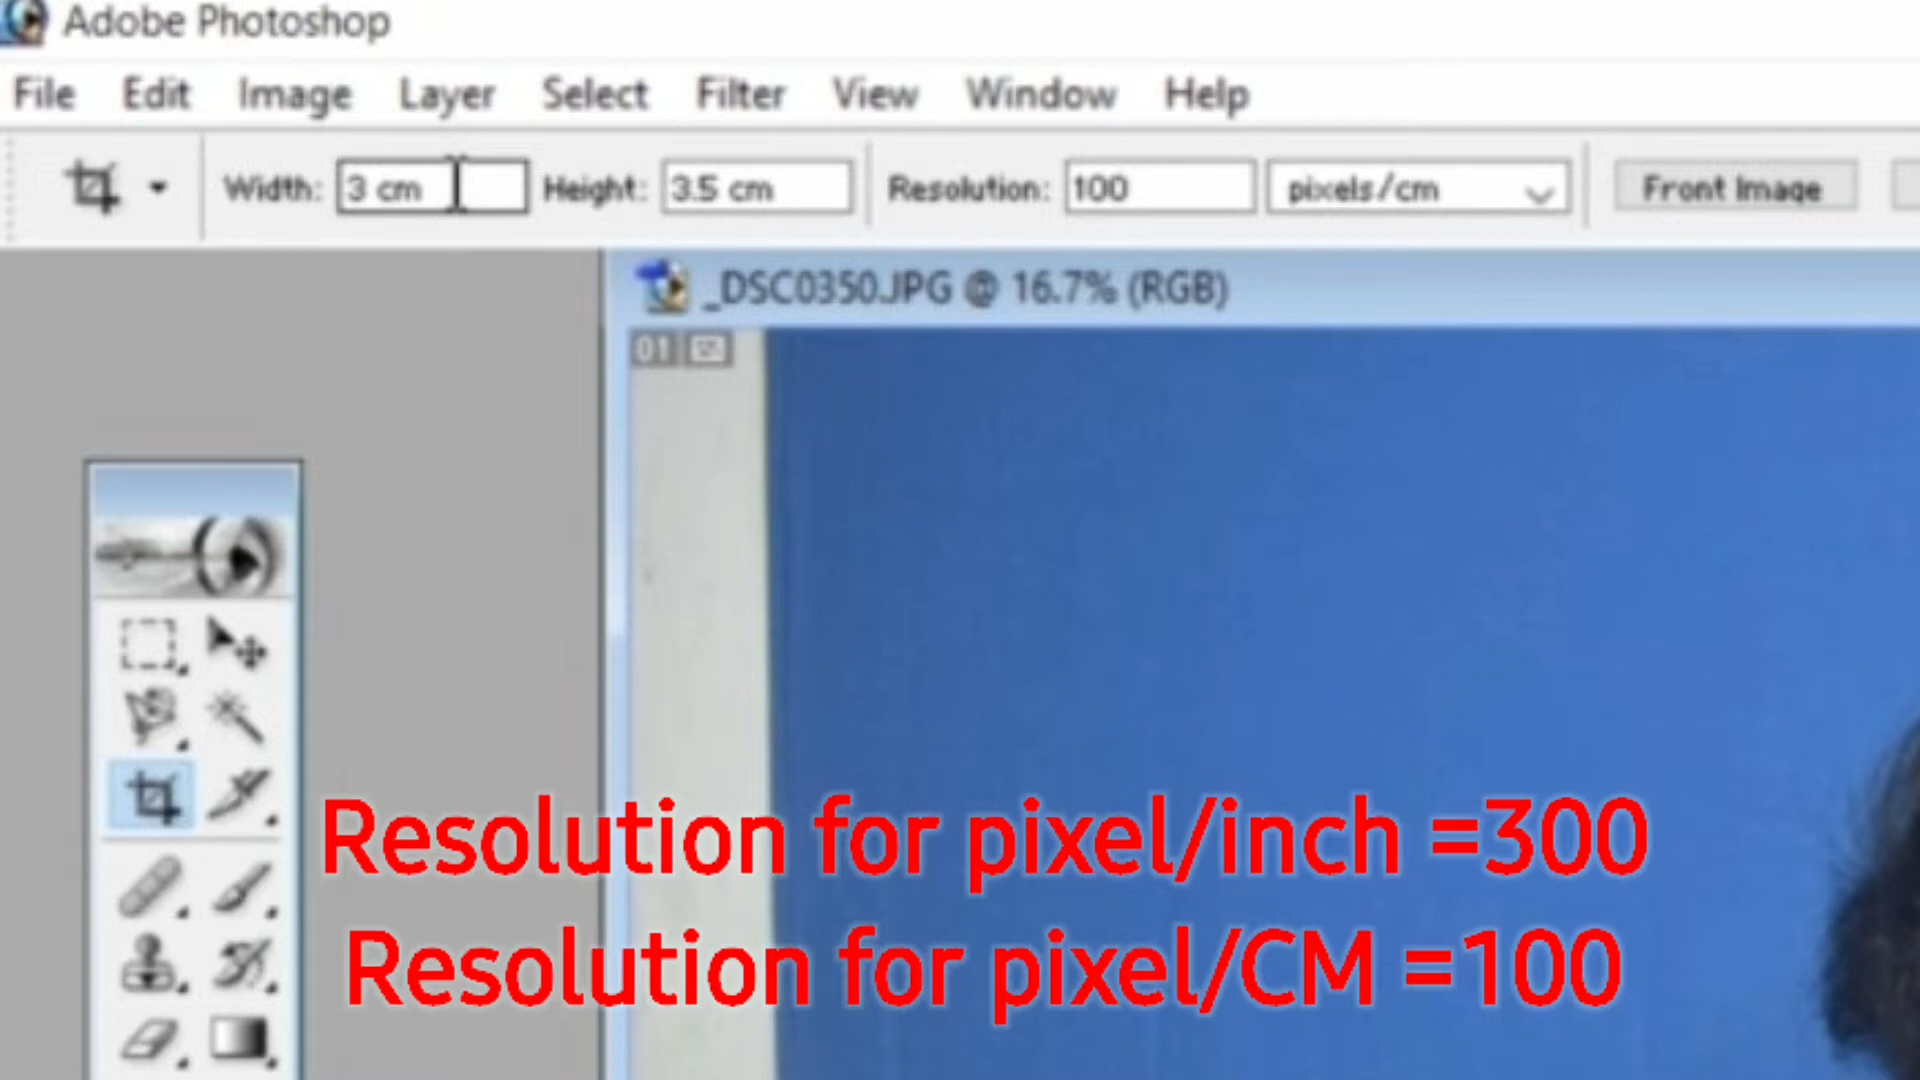 Adobe Photoshop
File Edit Image Layer Select Filter View Window Help
Width: 3 cm Height: 3.5 cm Resolution: 100 pixels/cm Front Image
_DSC0350.JPG @ 16.7% (RGB)
01
Resolution for pixel/inch =300
Resolution for pixel/CM =100